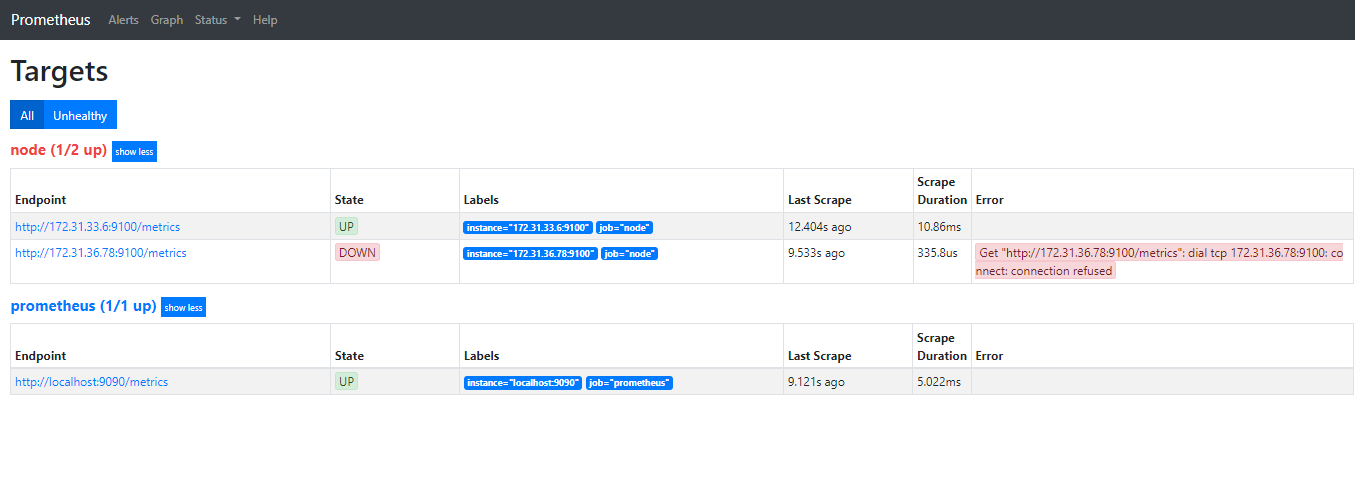 Prometheus Alerts Graph Status Help
Targets
All Unhealthy
node (1/2 up) show less
Endpoint State Labels Last Scrape Scrape Duration Error
http://172.31.33.6:9100/metrics UP instance="172.31.33.6:9100" job="node" 12.404s ago 10.86ms
http://172.31.36.78:9100/metrics DOWN instance="172.31.36.78:9100" job="node" 9.533s ago 335.8us Get "http://172.31.36.78:9100/metrics": dial tcp 172.31.36.78:9100: co
nnect: connection refused
prometheus (1/1 up) show less
Endpoint State Labels Last Scrape Scrape Duration Error
http://localhost:9090/metrics UP instance="localhost:9090" job="prometheus" 9.121s ago 5.022ms